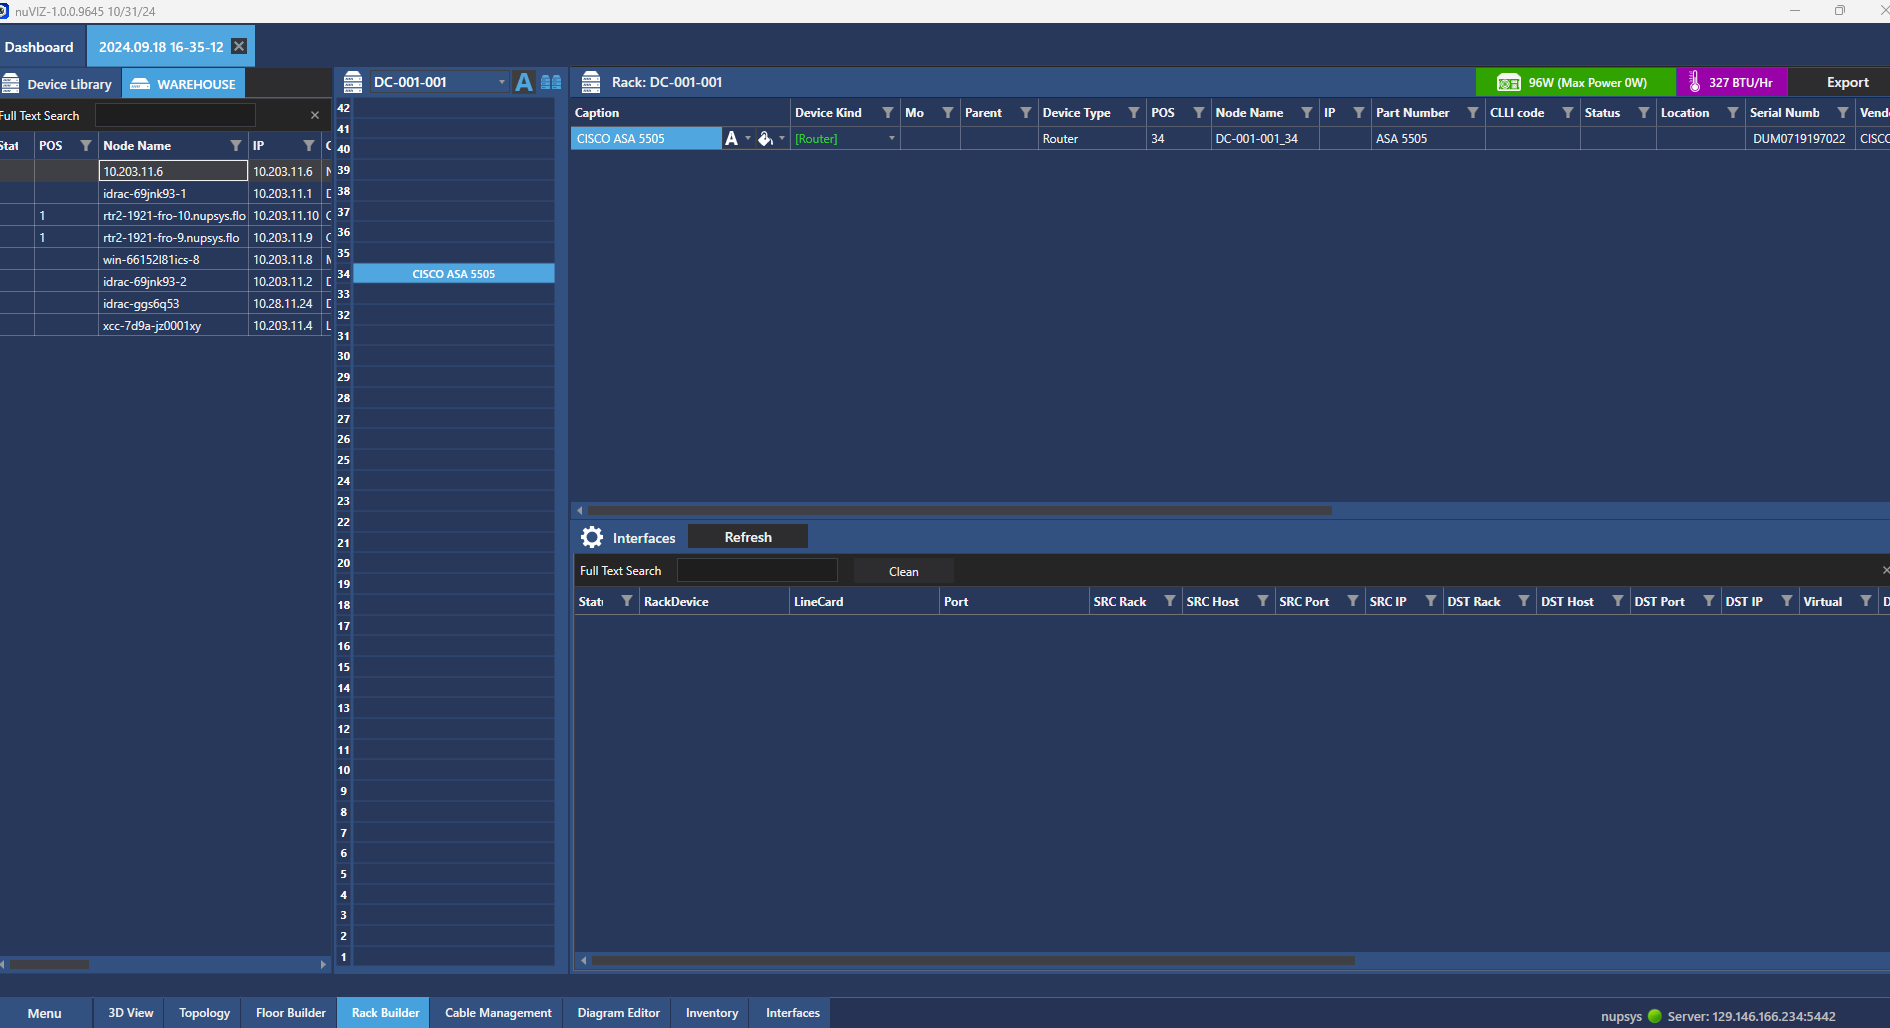 nuVIZ-1.0.0.9645 10/31/24
Dashboard 2024.09.18 16-35-12
Device Library WAREHOUSE
Full Text Search
Stat POS Node Name IP
10.203.11.6 10.203.11.6
idrac-69jnk93-1 10.203.11.1
1 rtr2-1921-fro-10.nupsys.flo 10.203.11.10
1 rtr2-1921-fro-9.nupsys.flo 10.203.11.9
win-66152l81ics-8 10.203.11.8
idrac-69jnk93-2 10.203.11.2
idrac-ggs6q53 10.28.11.24
xcc-7d9a-jz0001xy 10.203.11.4
DC-001-001 A
42
41
40
39
38
37
36
35
34 CISCO ASA 5505
33
32
31
30
29
28
27
26
25
24
23
22
21
20
19
18
17
16
15
14
13
12
11
10
9
8
7
6
5
4
3
2
1
Rack: DC-001-001 96W (Max Power 0W) 327 BTU/Hr Export
Caption Device Kind Mo Parent Device Type POS Node Name IP Part Number CLLI code Status Location Serial Numb Vend
CISCO ASA 5505 A [Router] Router 34 DC-001-001_34 ASA 5505 DUM0719197022 CISCO
Interfaces Refresh
Full Text Search Clean
Stat RackDevice LineCard Port SRC Rack SRC Host SRC Port SRC IP DST Rack DST Host DST Port DST IP Virtual D
Menu 3D View Topology Floor Builder Rack Builder Cable Management Diagram Editor Inventory Interfaces
nupsys Server: 129.146.166.234:5442